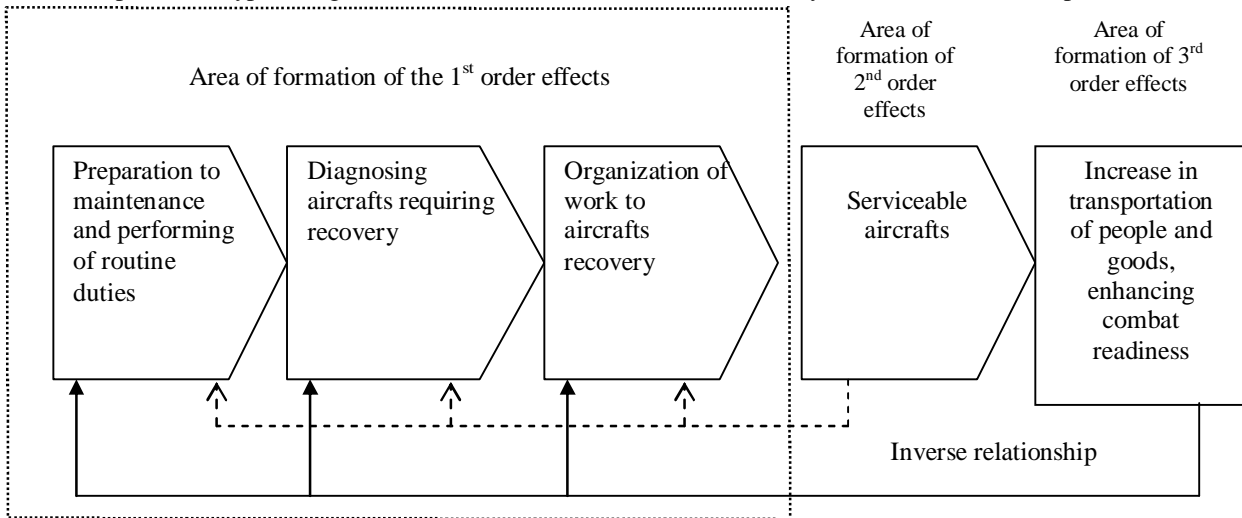 Area of formation of the 1st order effects
Area of
formation of
2nd order
effects
Area of
formation of 3rd
order effects
Preparation to
maintenance
and performing
of routine
duties
Diagnosing
aircrafts requiring
recovery
Organization of
work to
aircrafts
recovery
Serviceable
aircrafts
Increase in
transportation
of people and
goods,
enhancing
combat
readiness
Inverse relationship